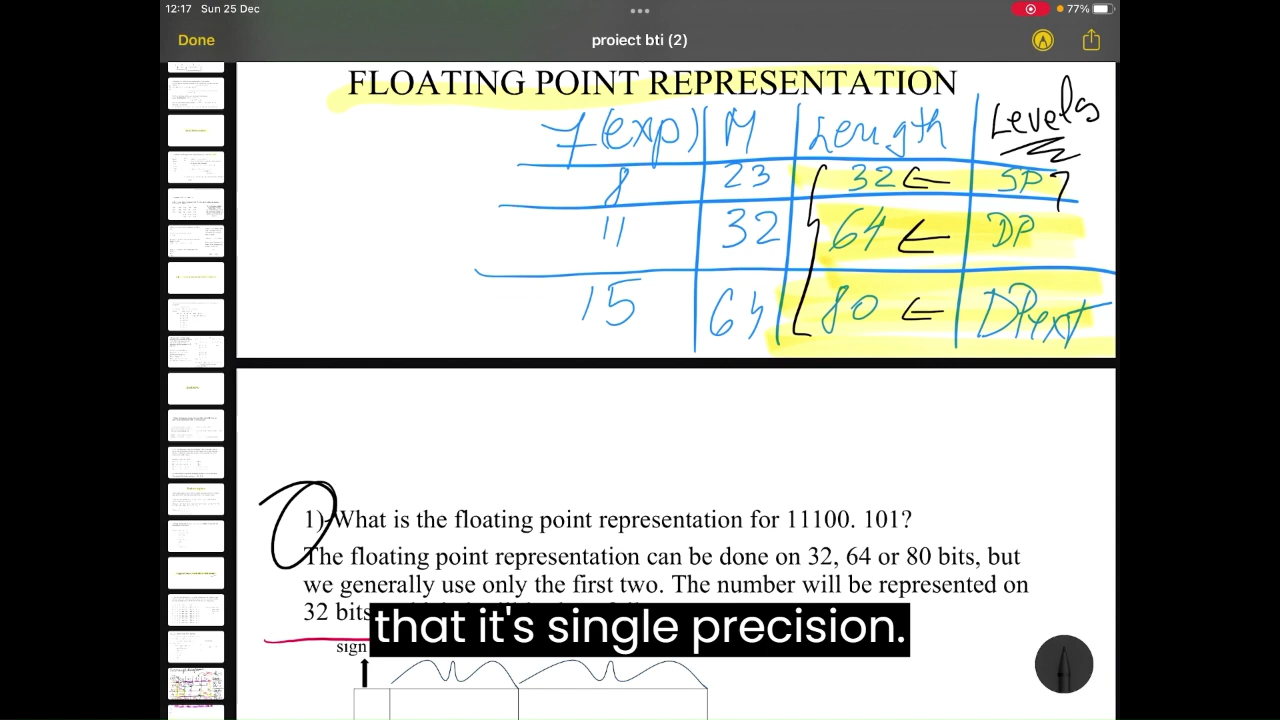 12:17 Sun 25 Dec
77%
Done
proiect bti (2)
FLOATING POINT REPRESENTATION
(exp) M Length Levels
8 23 32 SP
11 32 64 DP
15 64 80 DPext
1) What is the floating point representation for 11100. 101?
The floating point representation can be done on 32, 64 or 80 bits, but
we generally use only the first two. The number will be represented on
32 bits
that it's single precision
sign